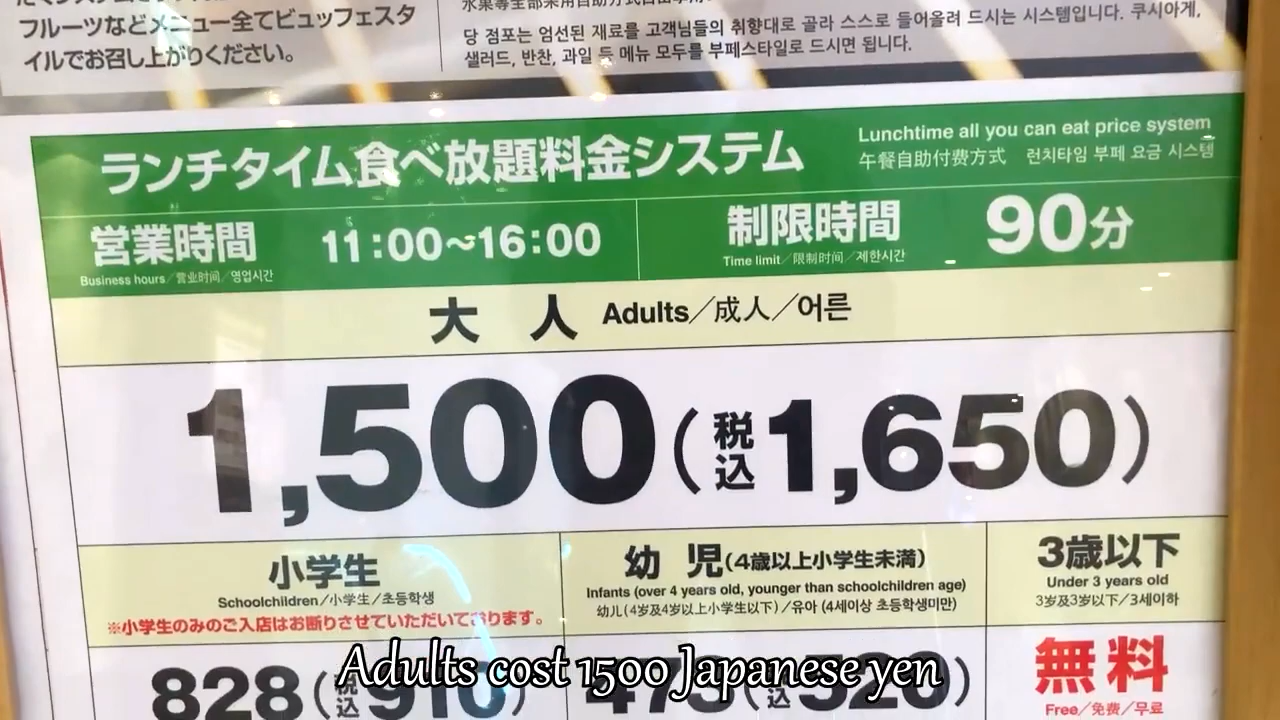 フルーツなどメニュー全てビュッフェスタ
イルでお召し上がりください。
당 점포는 엄선된 재료를 고객님들의 취향대로 골라 스스로 들어올려 드시는 시스템입니다. 쿠시아게,
샐러드, 반찬, 과일 등 메뉴 모두를 부페스타일로 드시면 됩니다.
ランチタイム食べ放題料金システム
Lunchtime all you can eat price system
午餐自助付费方式 런치타임 부페 요금 시스템
営業時間 11:00~16:00
Business hours/营业时间/영업시간
制限時間 90分
Time limit/限制时间/제한시간
大人 Adults/成人/어른
1,500(税込1,650)
小学生
Schoolchildren/小学生/초등학생
※小学生のみのご入店はお断りさせていただいております。
幼児(4歳以上小学生未満)
Infants (over 4 years old, younger than schoolchildren age)
幼儿(4岁及4岁以上小学生以下)/유아 (4세이상 초등학생미만)
3歳以下
Under 3 years old
3岁及3岁以下/3세이하
828(税込910)
473(税込520)
無料
Free/免费/무료
Adults cost 1500 Japanese yen